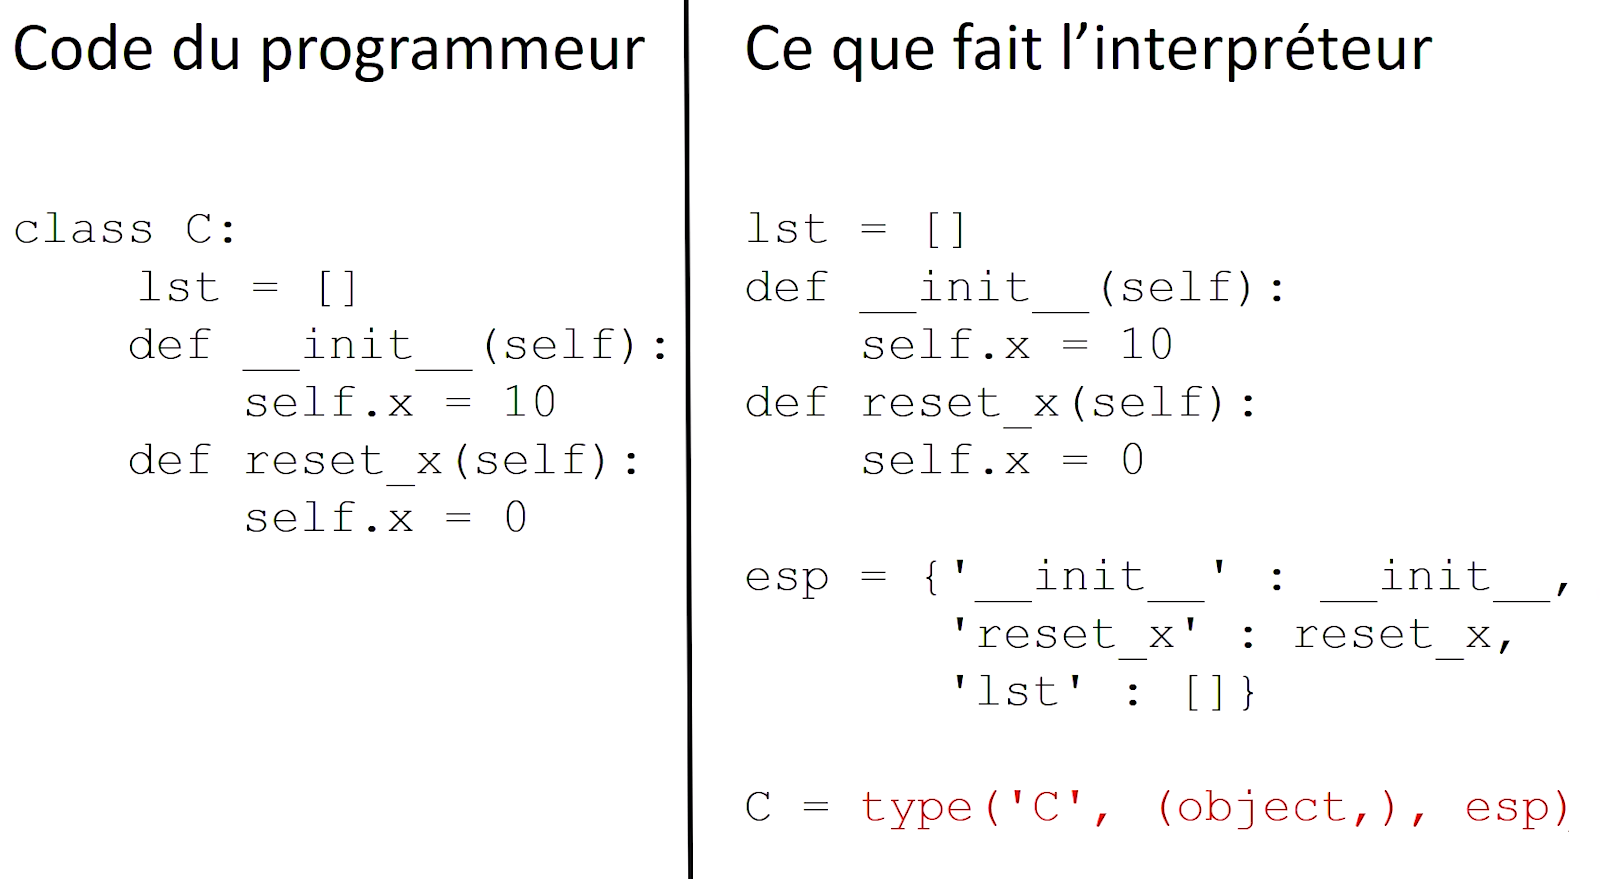 Code du programmeur
class C:
    lst = []
    def __init__(self):
        self.x = 10
    def reset_x(self):
        self.x = 0
Ce que fait l’interpréteur
lst = []
def __init__(self):
    self.x = 10
def reset_x(self):
    self.x = 0
esp = {'__init__' : __init__,
       'reset_x' : reset_x,
       'lst' : []}
C = type('C', (object,), esp)